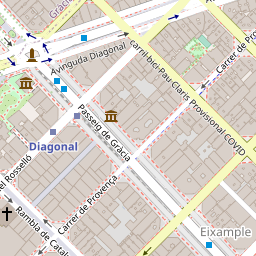 Gràcia
Avinguda Diagonal
Carril-bici Pau Claris Provisional COVID
Carrer de Prove
Passeig de Gràcia
Diagonal
Carrer de Provença
el Rosselló
Rambla de Catal
Eixample